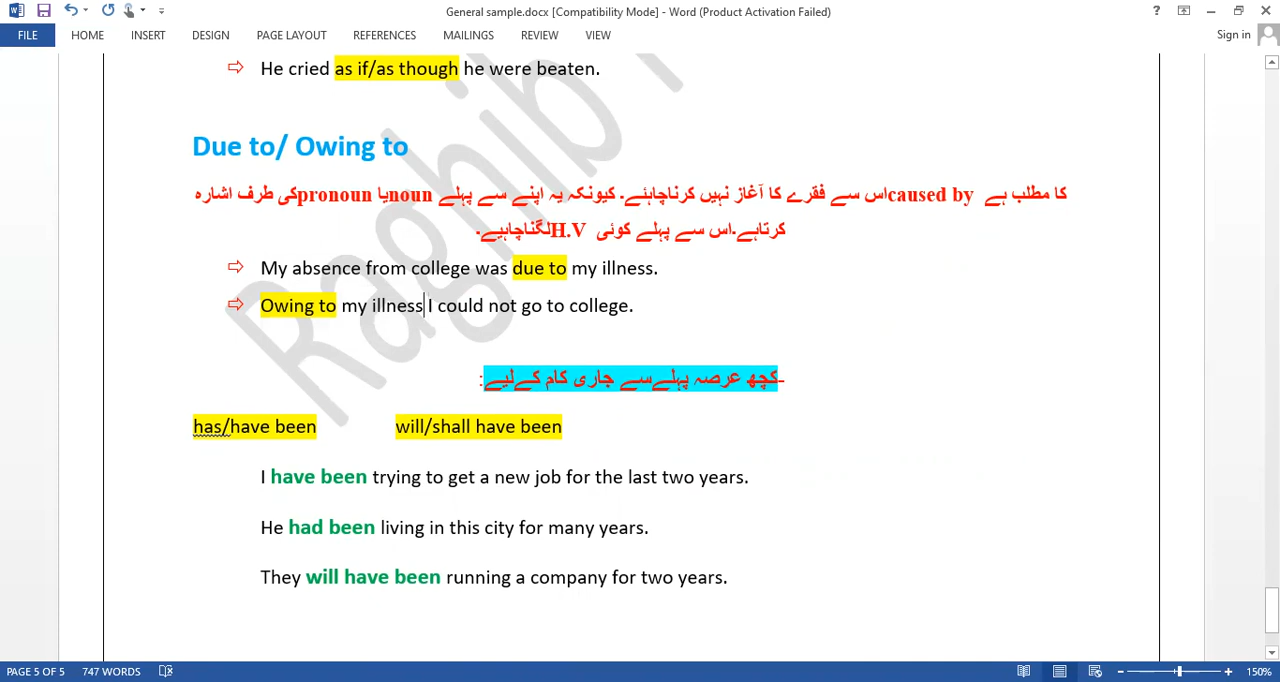 General sample.docx [Compatibility Mode] - Word (Product Activation Failed)
FILE HOME INSERT DESIGN PAGE LAYOUT REFERENCES MAILINGS REVIEW VIEW Sign in
⇨ He cried as if/as though he were beaten.
Due to/ Owing to
کا مطلب ہے caused by اس سے فقرے کا آغاز نہیں کرناچاہئے۔ کیونکہ یہ اپنے سے پہلے noun یا pronoun کی طرف اشارہ
کرتاہے۔اس سے پہلے کوئی H.V لگناچاہیے۔
⇨ My absence from college was due to my illness.
⇨ Owing to my illness I could not go to college.
-کچھ عرصہ پہلےسے جاری کام کےلیے:
has/have been will/shall have been
I have been trying to get a new job for the last two years.
He had been living in this city for many years.
They will have been running a company for two years.
PAGE 5 OF 5 747 WORDS 150%